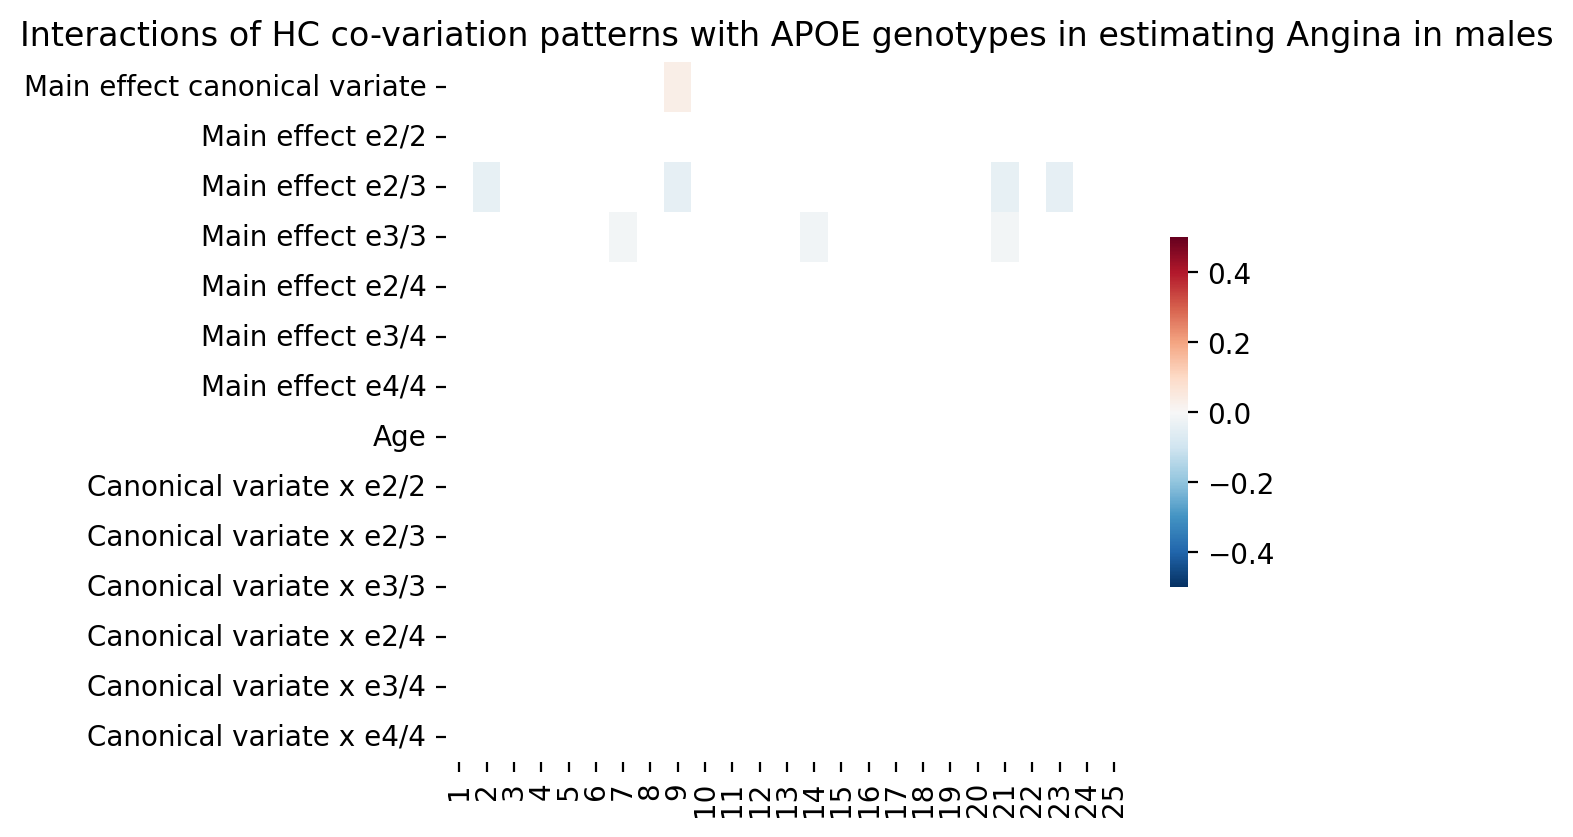 Interactions of HC co-variation patterns with APOE genotypes in estimating Angina in males
Main effect canonical variate
Main effect e2/2
Main effect e2/3
Main effect e3/3
Main effect e2/4
Main effect e3/4
Main effect e4/4
Age
Canonical variate x e2/2
Canonical variate x e2/3
Canonical variate x e3/3
Canonical variate x e2/4
Canonical variate x e3/4
Canonical variate x e4/4
1 2 3 4 5 6 7 8 9 10 11 12 13 14 15 16 17 18 19 20 21 22 23 24 25
0.4
0.2
0.0
−0.2
−0.4